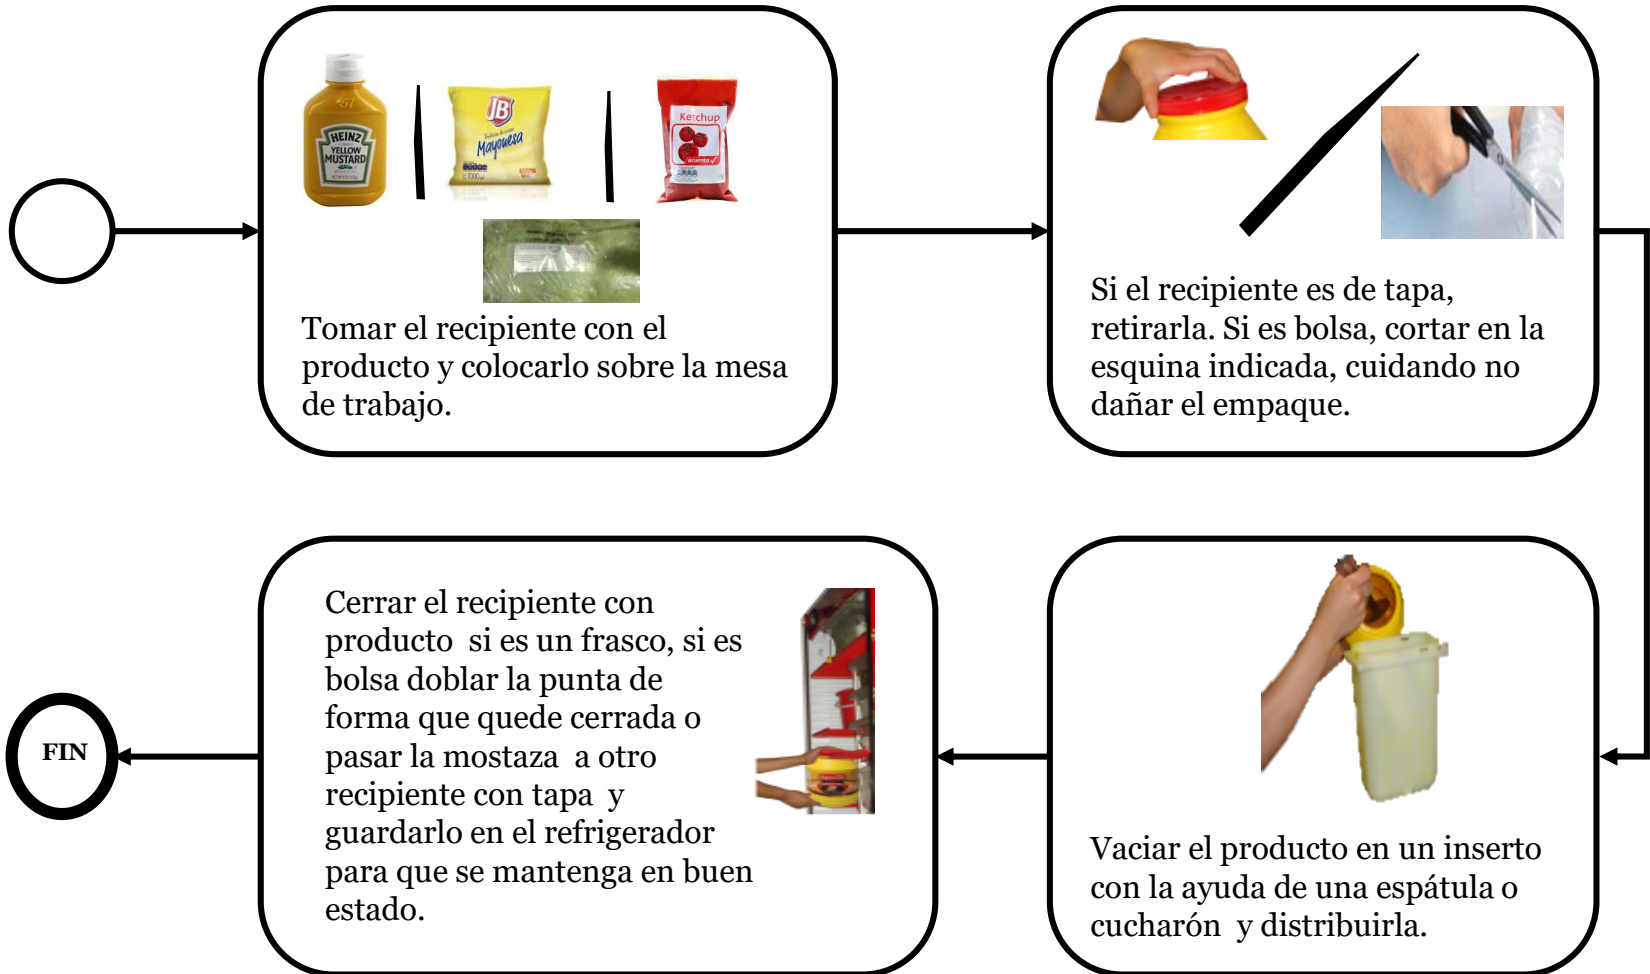 HEINZ
YELLOW
MUSTARD
JB
Mayonesa
Ketchup
Tomar el recipiente con el
producto y colocarlo sobre la mesa
de trabajo.
Si el recipiente es de tapa,
retirarla. Si es bolsa, cortar en la
esquina indicada, cuidando no
dañar el empaque.
Vaciar el producto en un inserto
con la ayuda de una espátula o
cucharón  y distribuirla.
Cerrar el recipiente con
producto  si es un frasco, si es
bolsa doblar la punta de
forma que quede cerrada o
pasar la mostaza  a otro
recipiente con tapa  y
guardarlo en el refrigerador
para que se mantenga en buen
estado.
FIN